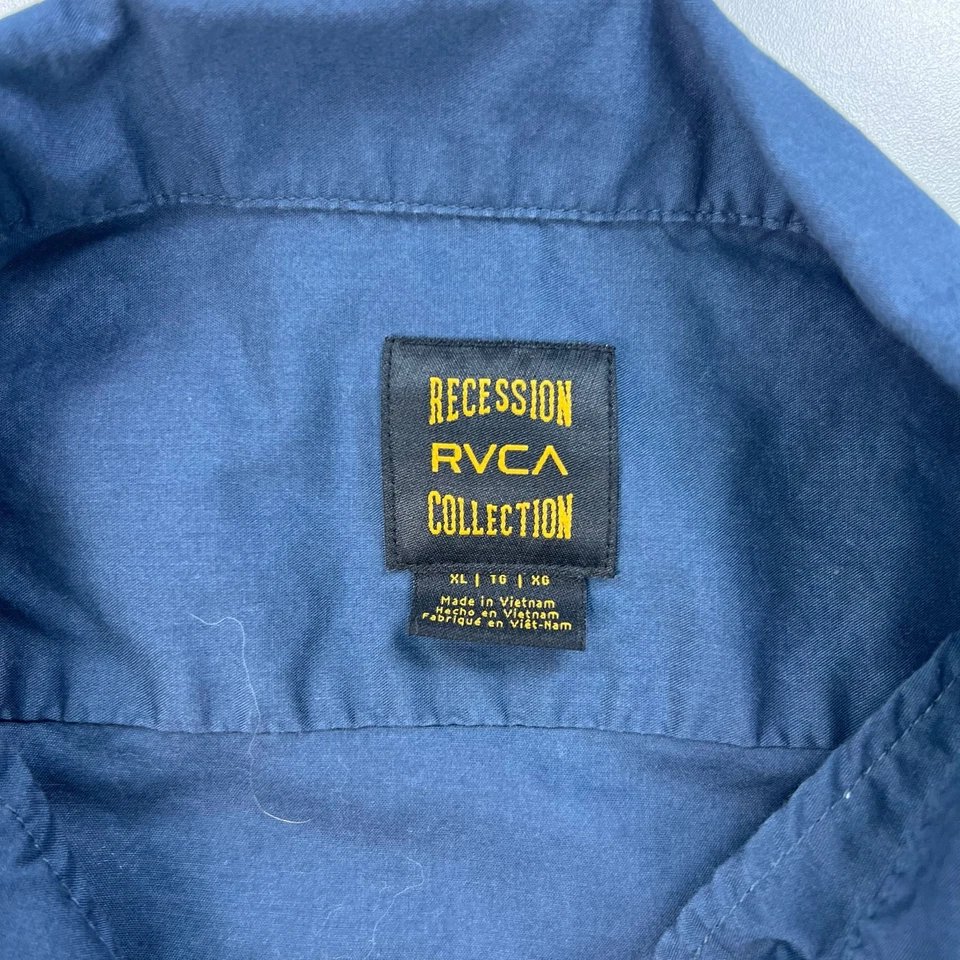 RECESSION
RVCA
COLLECTION
XL | TG | XG
Made in Vietnam
Hecho en Vietnam
Fabriqué en Viêt-Nam